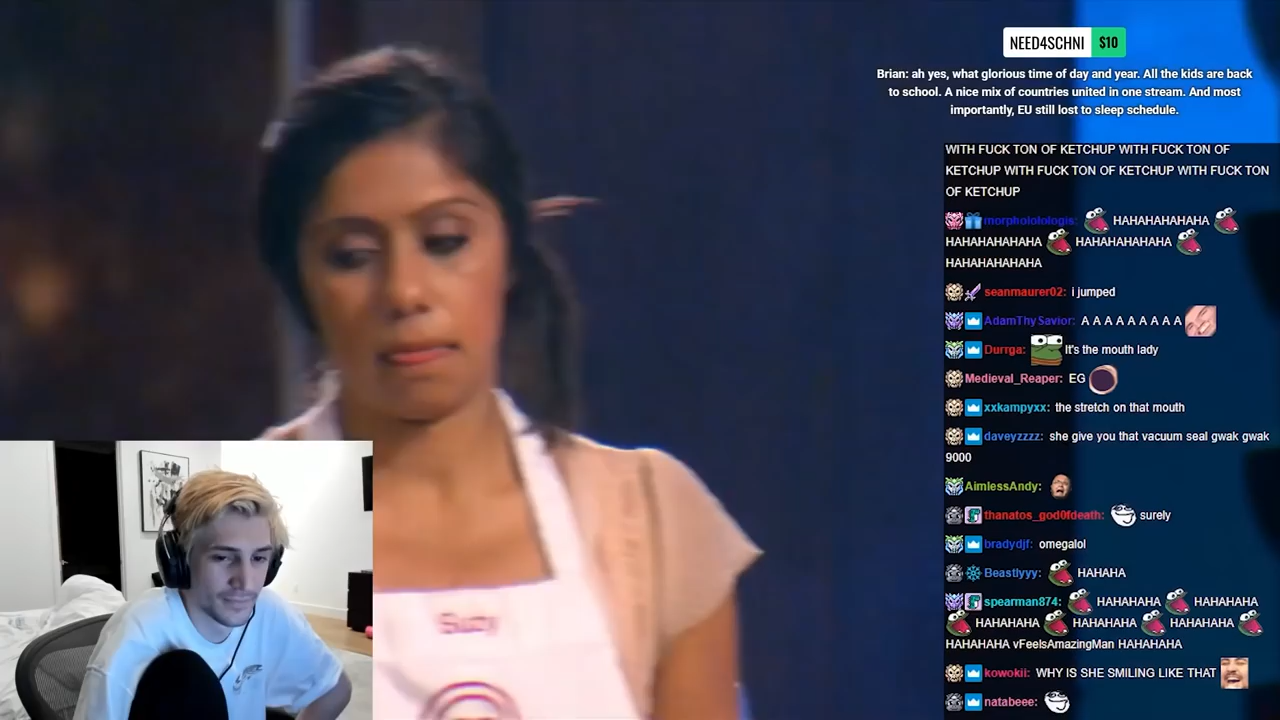 NEED4SCHNI $10
Brian: ah yes, what glorious time of day and year. All the kids are back
to school. A nice mix of countries united in one stream. And most
importantly, EU still lost to sleep schedule.
WITH FUCK TON OF KETCHUP WITH FUCK TON OF
KETCHUP WITH FUCK TON OF KETCHUP WITH FUCK TON
OF KETCHUP
morphololologis: HAHAHAHAHAHA
HAHAHAHAHAHA HAHAHAHAHAHA
HAHAHAHAHAHA
seanmaurer02: i jumped
AdamThySavior: A A A A A A A A A
Durrga: It's the mouth lady
Medieval_Reaper: EG
xxkampyxx: the stretch on that mouth
daveyzzzz: she give you that vacuum seal gwak gwak
9000
AimlessAndy:
thanatos_god0fdeath: surely
bradydjf: omegalol
Beastlyyy: HAHAHA
spearman874: HAHAHAHA HAHAHAHA
HAHAHAHA HAHAHAHA HAHAHAHA
HAHAHAHA vFeelsAmazingMan HAHAHAHA
kowokii: WHY IS SHE SMILING LIKE THAT
natabeee:
Suzy